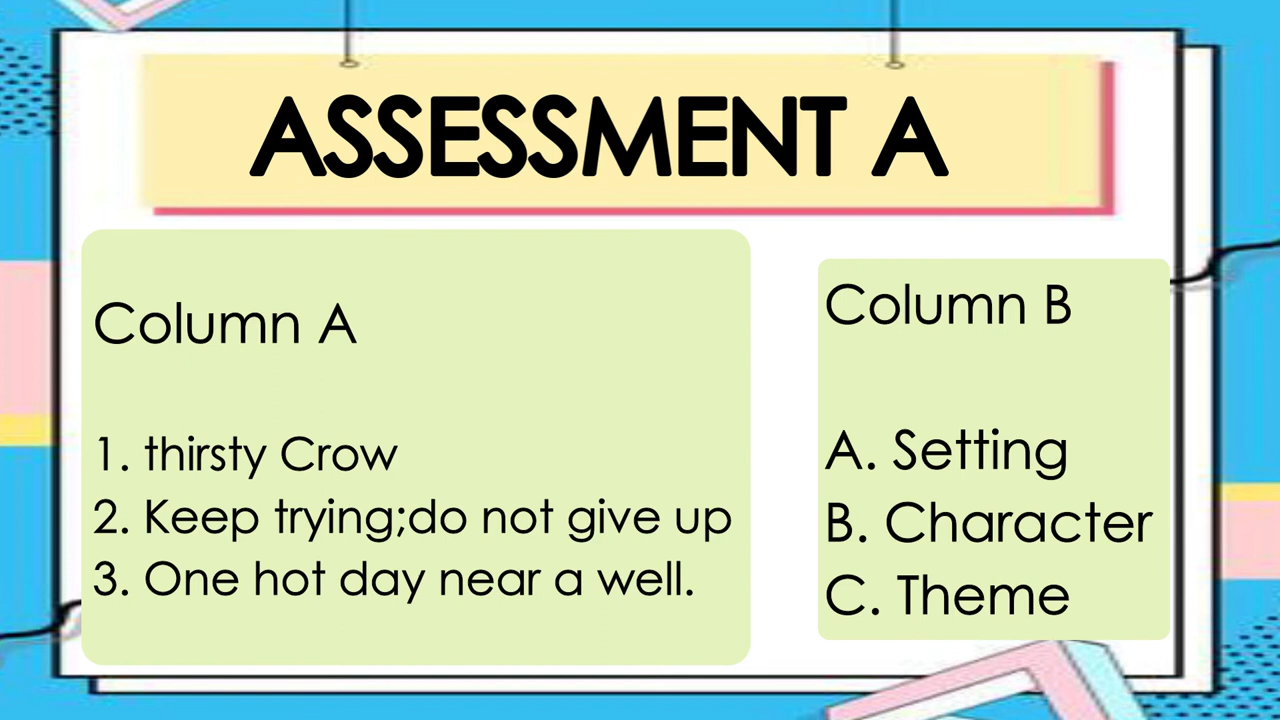 ASSESSMENT A
Column A
1. thirsty Crow
2. Keep trying;do not give up
3. One hot day near a well.
Column B
A. Setting
B. Character
C. Theme